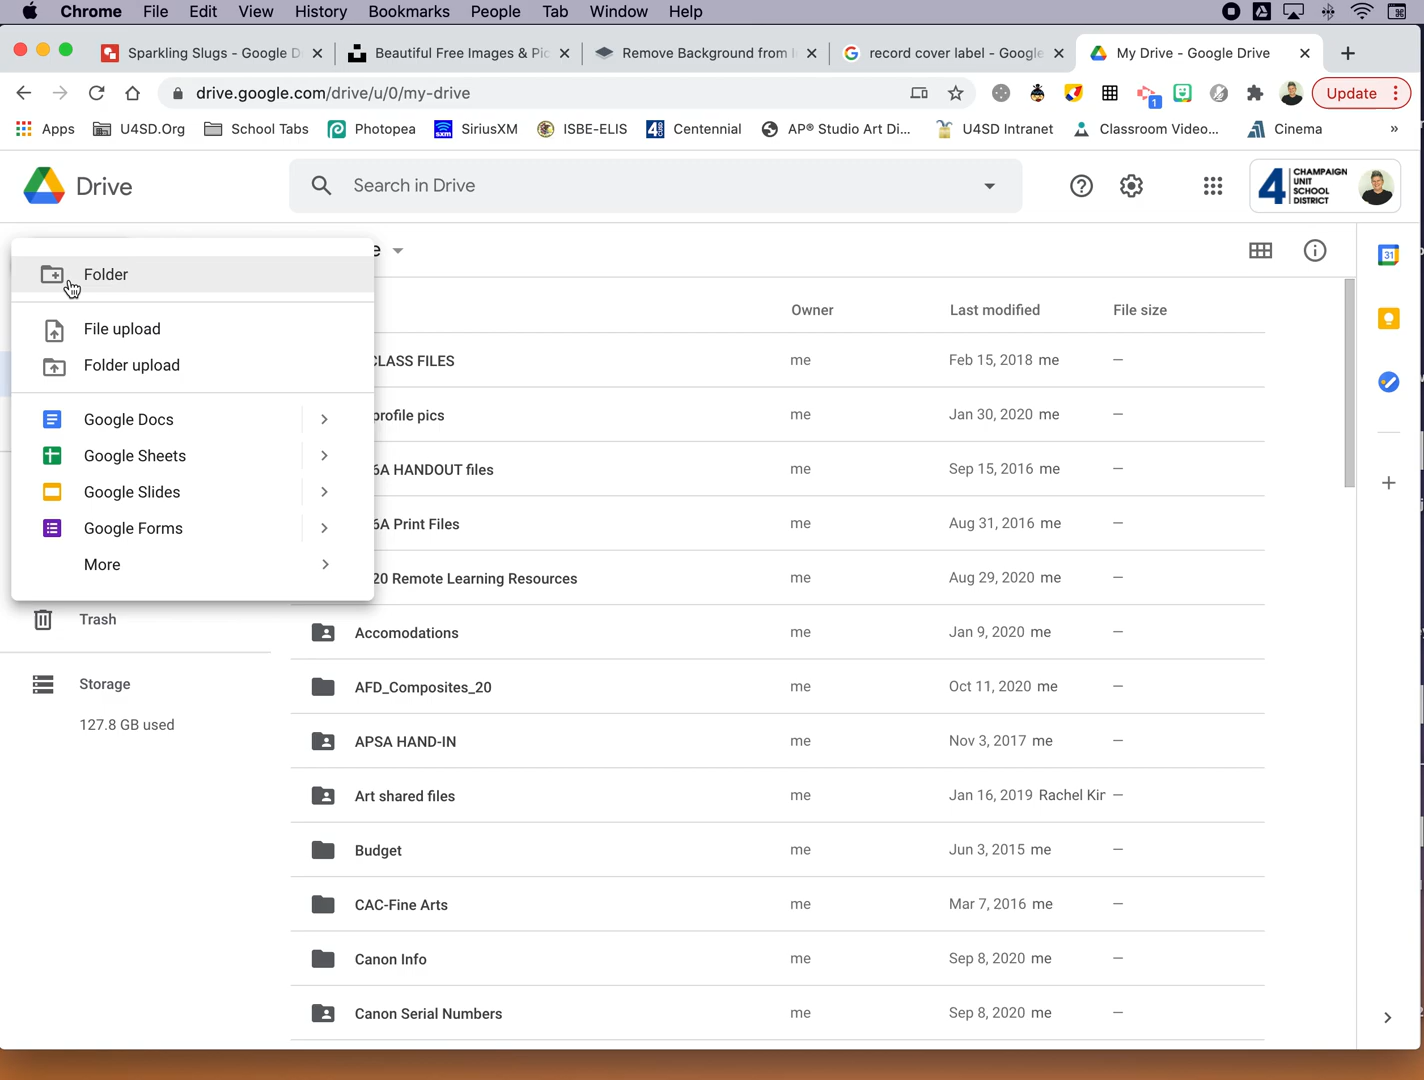 Chrome File Edit View History Bookmarks People Tab Window Help
Sparkling Slugs - Google D Beautiful Free Images & Pic Remove Background from I record cover label - Google My Drive - Google Drive
drive.google.com/drive/u/0/my-drive 1 Update
Apps U4SD.Org School Tabs Photopea SiriusXM ISBE-ELIS Centennial AP® Studio Art Di... U4SD Intranet Classroom Video... Cinema »
Drive Search in Drive 4 CHAMPAIGN UNIT SCHOOL DISTRICT
e
Folder
File upload
Folder upload
Google Docs
Google Sheets
Google Slides
Google Forms
More
Trash
Storage
127.8 GB used
Owner Last modified File size
CLASS FILES me Feb 15, 2018 me –
profile pics me Jan 30, 2020 me –
6A HANDOUT files me Sep 15, 2016 me –
6A Print Files me Aug 31, 2016 me –
20 Remote Learning Resources me Aug 29, 2020 me –
Accomodations me Jan 9, 2020 me –
AFD_Composites_20 me Oct 11, 2020 me –
APSA HAND-IN me Nov 3, 2017 me –
Art shared files me Jan 16, 2019 Rachel Kir –
Budget me Jun 3, 2015 me –
CAC-Fine Arts me Mar 7, 2016 me –
Canon Info me Sep 8, 2020 me –
Canon Serial Numbers me Sep 8, 2020 me –
31